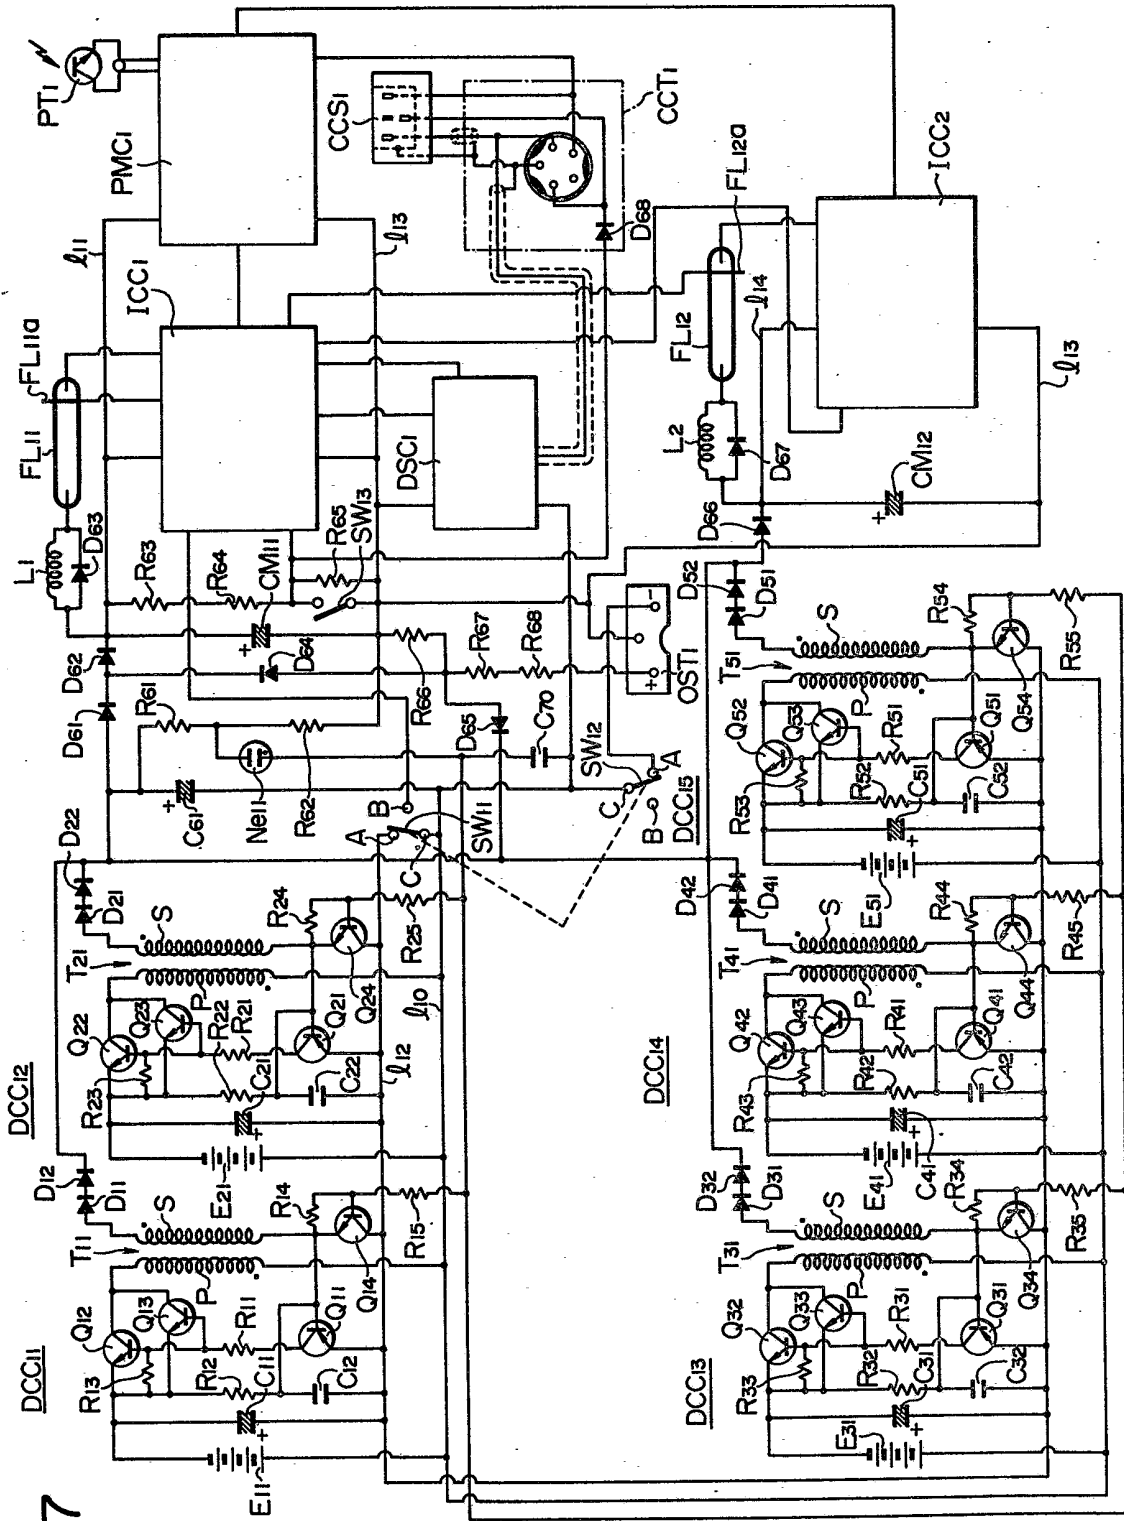 7
PT1
PMC1
CCS1
CCT1
l11
l13
ICC1
FL11a
FL11
D63
L1
R63
R64
CM11
+
R65
SW13
DSC1
D68
FL12a
FL12
l14
ICC2
l13
L2
D67
CM12
+
D66
D62
D64
D61
R61
R66
R67
R68
D65
OST1
+
-
C70
Ne11
R62
C61
+
SW12
A
C
B
B
A
C
SW11
DCC11
DCC12
DCC13
DCC14
DCC15
D22
D21
S
T21
P
R24
R25
Q22
Q23
R22
R21
Q21
Q24
R23
C21
+
C22
E21
l10
l12
D12
D11
S
T11
P
R14
R15
Q12
Q13
R11
Q11
Q14
R13
R12
C11
+
C12
E11
D52
D51
S
T51
P
R54
R55
Q52
Q53
R51
Q51
Q54
R53
R52
C51
+
C52
E51
D42
D41
S
T41
P
R44
R45
Q42
Q43
R41
Q41
Q44
R43
R42
C42
C41
+
E41
D32
D31
S
T31
P
R34
R35
Q32
Q33
R31
Q31
Q34
R33
R32
C31
+
C32
E31